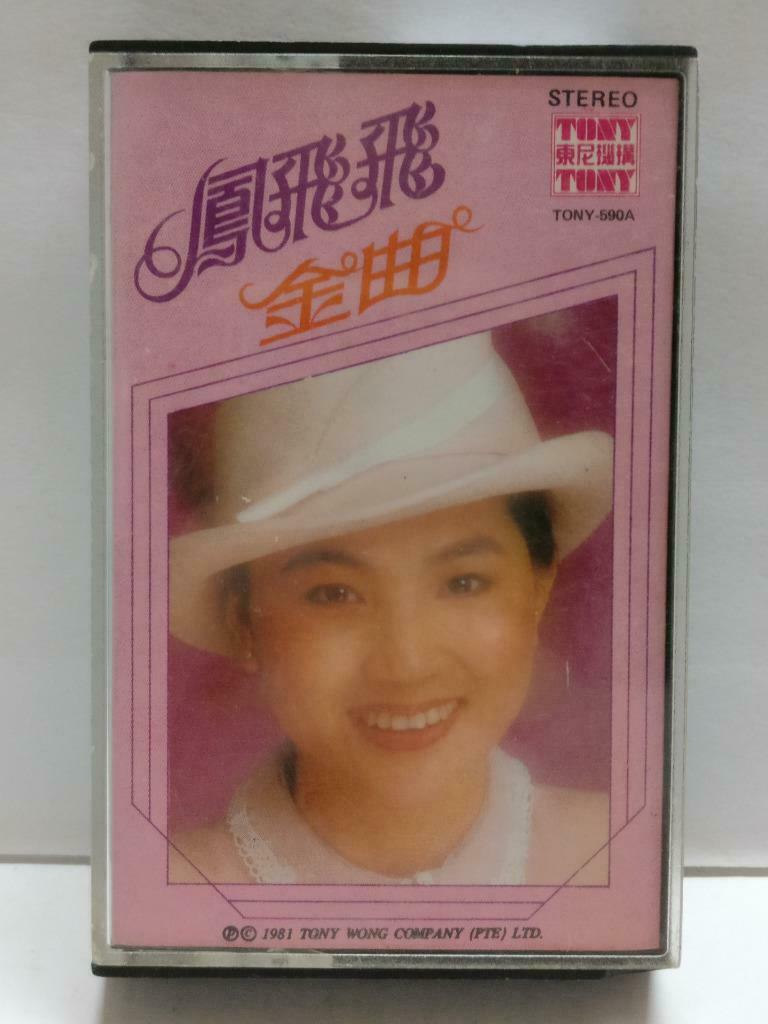 鳳飛飛
金曲
STEREO
TONY
東尼機構
TONY
TONY-590A
Ⓟ© 1981 TONY WONG COMPANY (PTE) LTD.